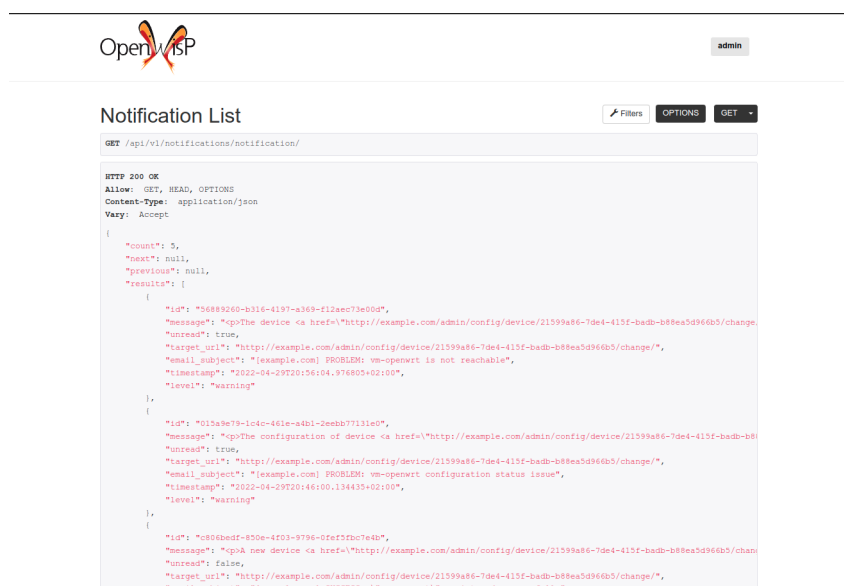 OpenWISP
admin
Notification List
Filters
OPTIONS
GET
GET /api/v1/notifications/notification/
HTTP 200 OK
Allow: GET, HEAD, OPTIONS
Content-Type: application/json
Vary: Accept
{
"count": 5,
"next": null,
"previous": null,
"results": [
{
"id": "56889260-b316-4197-a369-f12aec73e00d",
"message": "<p>The device <a href=\"http://example.com/admin/config/device/21599a86-7de4-415f-badb-b88ea5d966b5/change
"unread": true,
"target_url": "http://example.com/admin/config/device/21599a86-7de4-415f-badb-b88ea5d966b5/change/",
"email_subject": "[example.com] PROBLEM: vm-openwrt is not reachable",
"timestamp": "2022-04-29T20:56:04.976805+02:00",
"level": "warning"
},
{
"id": "015a9e79-1c4c-461e-a4b1-2eebb77131e0",
"message": "<p>The configuration of device <a href=\"http://example.com/admin/config/device/21599a86-7de4-415f-badb-b8
"unread": true,
"target_url": "http://example.com/admin/config/device/21599a86-7de4-415f-badb-b88ea5d966b5/change/",
"email_subject": "[example.com] PROBLEM: vm-openwrt configuration status issue",
"timestamp": "2022-04-29T20:46:00.134435+02:00",
"level": "warning"
},
{
"id": "c806bedf-850e-4f03-9796-0fef5fbc7e4b",
"message": "<p>A new device <a href=\"http://example.com/admin/config/device/21599a86-7de4-415f-badb-b88ea5d966b5/chan
"unread": false,
"target_url": "http://example.com/admin/config/device/21599a86-7de4-415f-badb-b88ea5d966b5/change/",